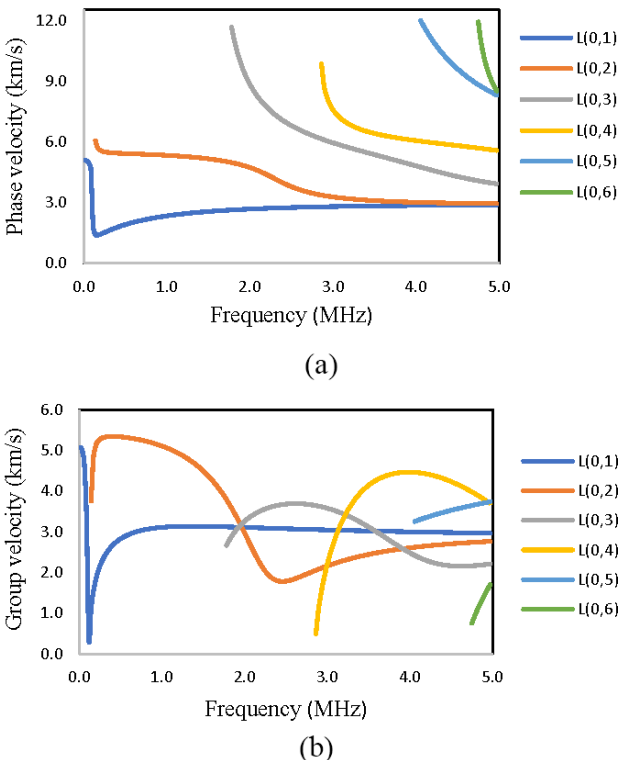 12.0
9.0
6.0
3.0
0.0
Phase velocity (km/s)
0.0 1.0 2.0 3.0 4.0 5.0
Frequency (MHz)
L(0,1)
L(0,2)
L(0,3)
L(0,4)
L(0,5)
L(0,6)
(a)
6.0
5.0
4.0
3.0
2.0
1.0
0.0
Group velocity (km/s)
0.0 1.0 2.0 3.0 4.0 5.0
Frequency (MHz)
L(0,1)
L(0,2)
L(0,3)
L(0,4)
L(0,5)
L(0,6)
(b)